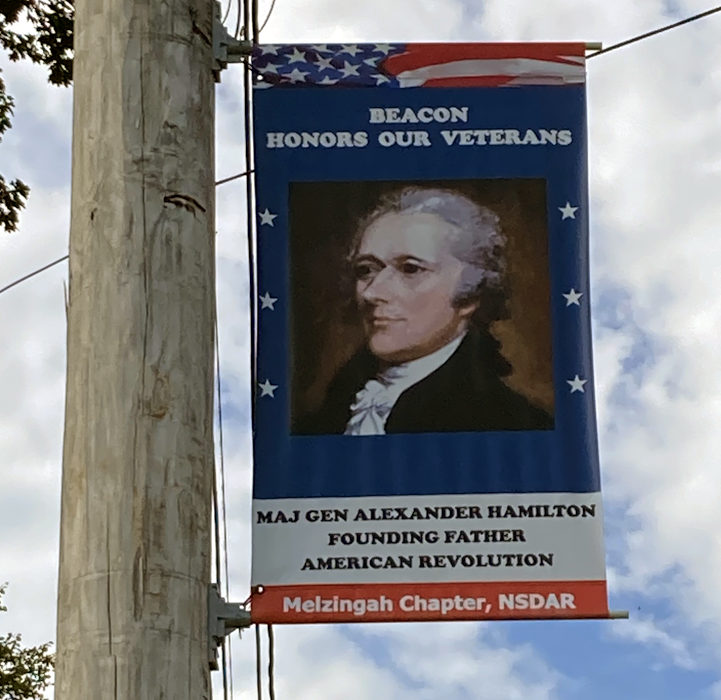 BEACON
HONORS OUR VETERANS
MAJ GEN ALEXANDER HAMILTON
FOUNDING FATHER
AMERICAN REVOLUTION
Melzingah Chapter, NSDAR